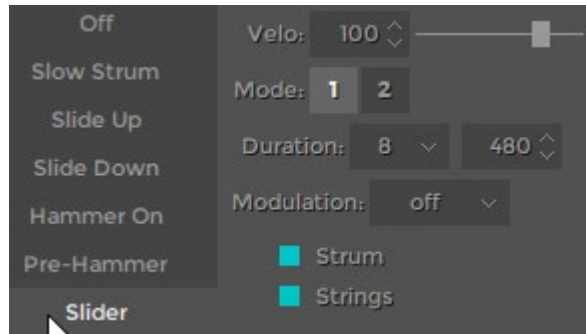 Off
Slow Strum
Slide Up
Slide Down
Hammer On
Pre-Hammer
Slider
Velo: 100
Mode: 1 2
Duration: 8 480
Modulation: off
Strum
Strings